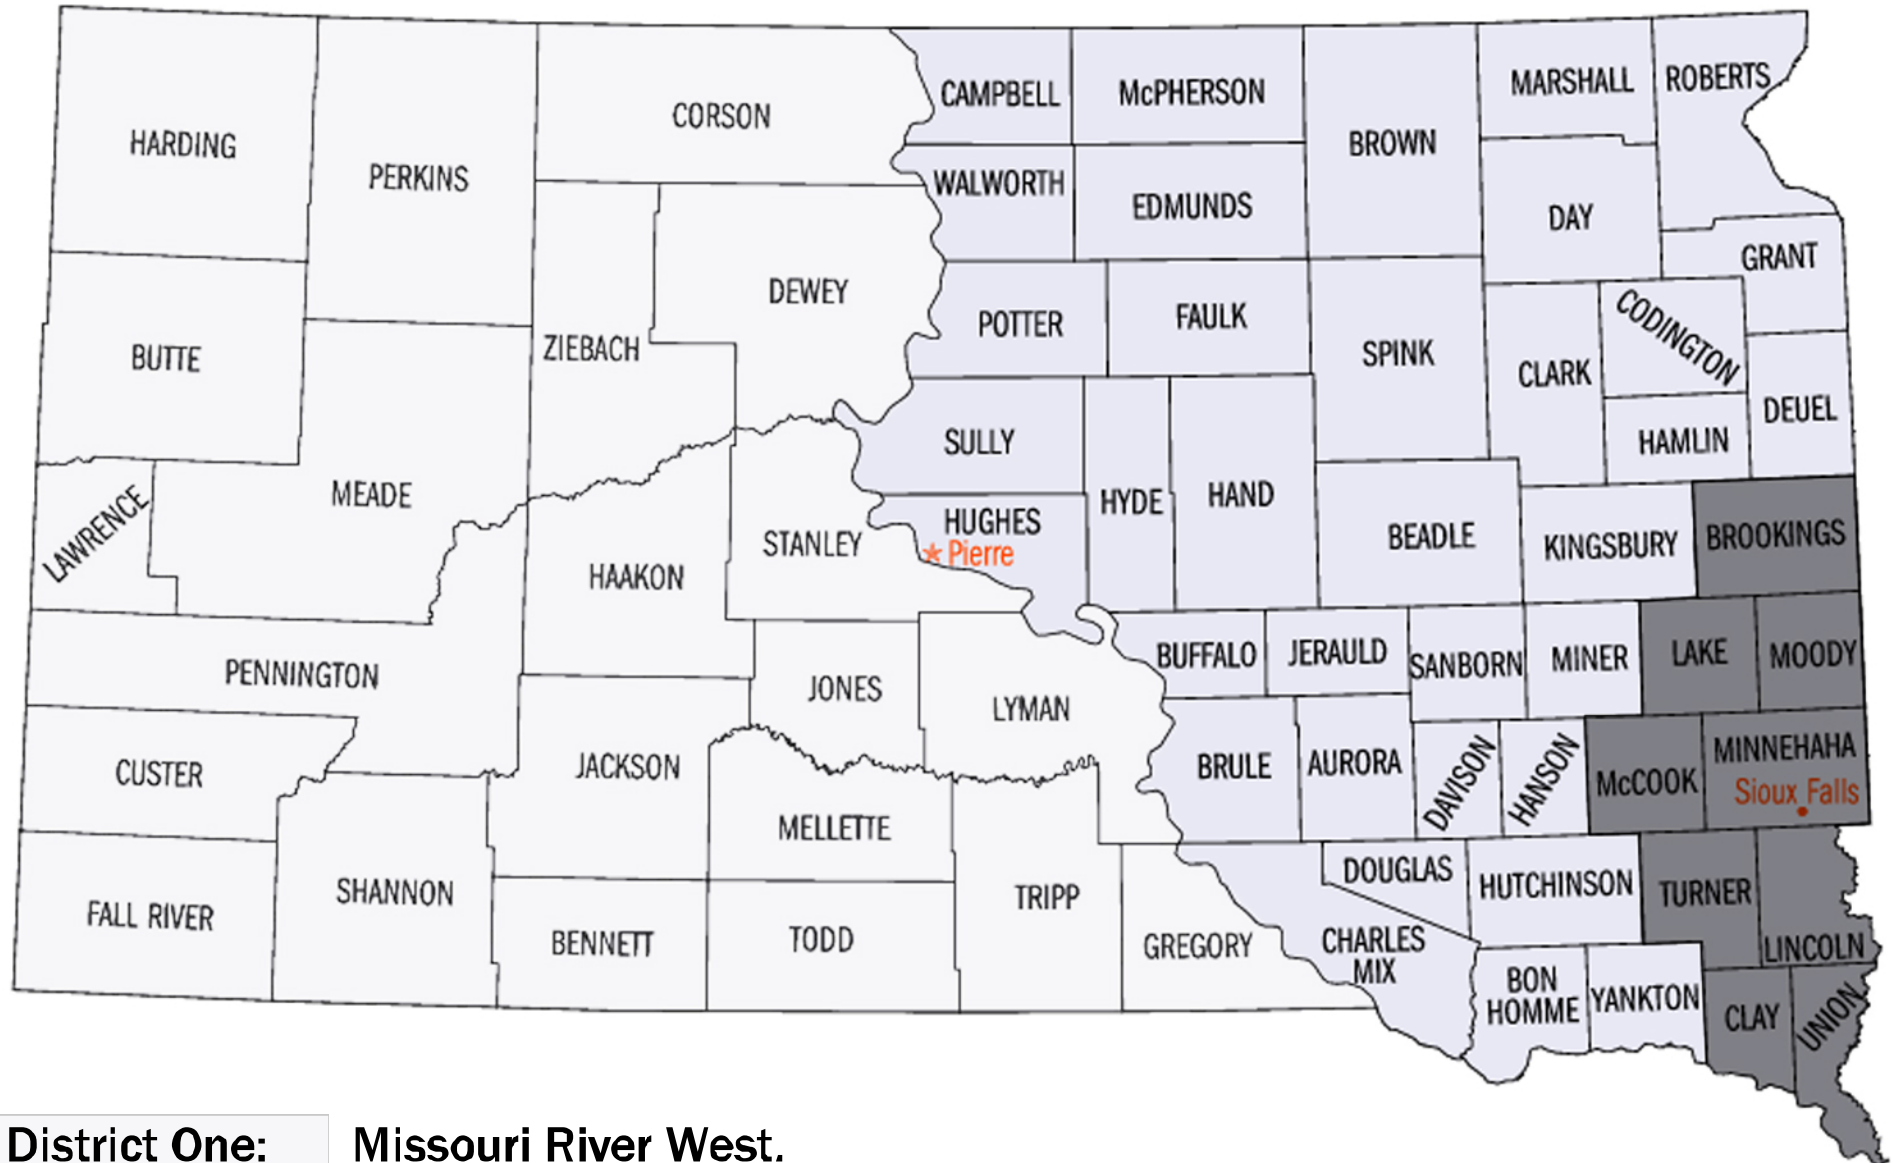 HARDING
PERKINS
CORSON
CAMPBELL
McPHERSON
BROWN
MARSHALL
ROBERTS
WALWORTH
EDMUNDS
DAY
GRANT
BUTTE
ZIEBACH
DEWEY
POTTER
FAULK
SPINK
CLARK
CODINGTON
DEUEL
HAMLIN
LAWRENCE
MEADE
SULLY
HYDE
HAND
HUGHES
Pierre
STANLEY
HAAKON
BEADLE
KINGSBURY
BROOKINGS
PENNINGTON
JONES
LYMAN
BUFFALO
JERAULD
SANBORN
MINER
LAKE
MOODY
CUSTER
JACKSON
BRULE
AURORA
DAVISON
HANSON
McCOOK
MINNEHAHA
Sioux Falls
MELLETTE
FALL RIVER
SHANNON
BENNETT
TODD
TRIPP
GREGORY
CHARLES
MIX
DOUGLAS
HUTCHINSON
TURNER
LINCOLN
BON
HOMME
YANKTON
CLAY
UNION
District One: Missouri River West.